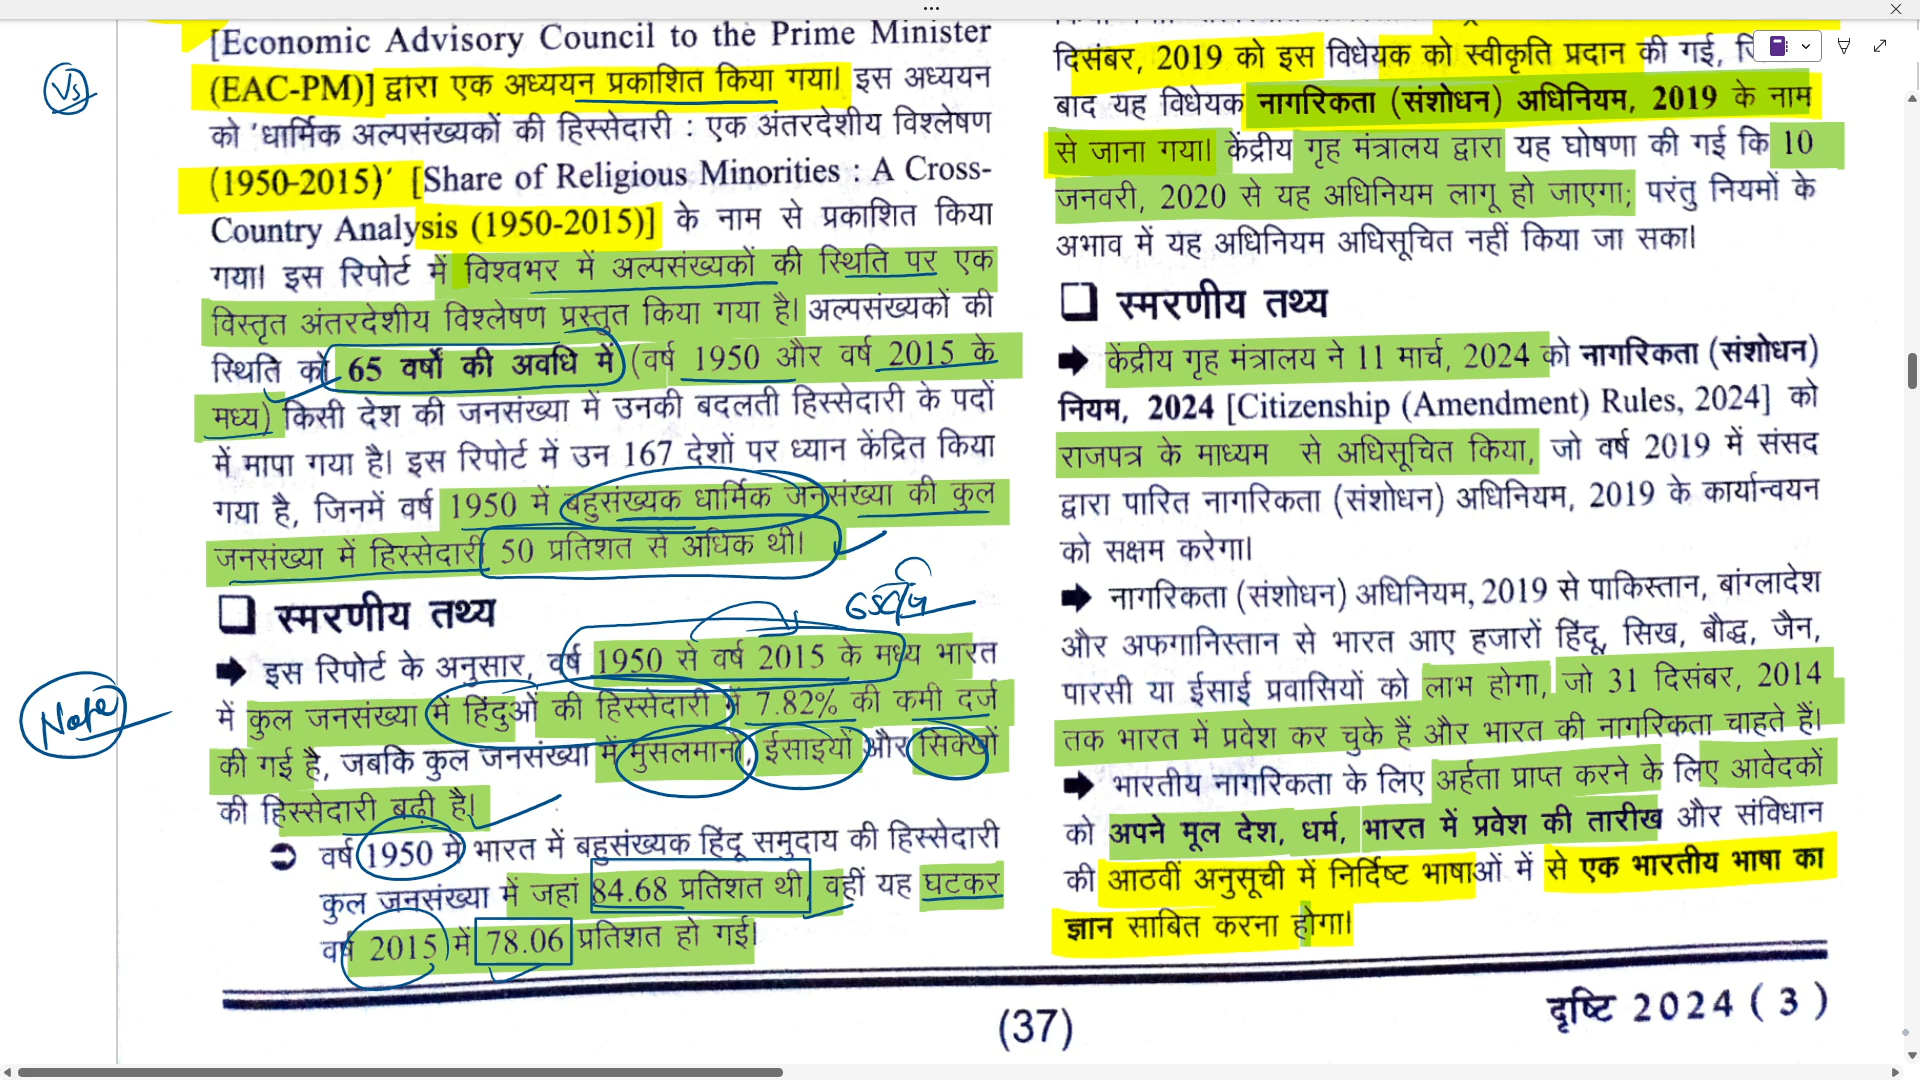 [Economic Advisory Council to the Prime Minister
(EAC-PM)] द्वारा एक अध्ययन प्रकाशित किया गया। इस अध्ययन
को 'धार्मिक अल्पसंख्यकों की हिस्सेदारी : एक अंतरदेशीय विश्लेषण
(1950-2015)' [Share of Religious Minorities : A Cross-
Country Analysis (1950-2015)] के नाम से प्रकाशित किया
गया। इस रिपोर्ट में विश्वभर में अल्पसंख्यकों की स्थिति पर एक
विस्तृत अंतरदेशीय विश्लेषण प्रस्तुत किया गया है। अल्पसंख्यकों की
स्थिति को 65 वर्षों की अवधि में (वर्ष 1950 और वर्ष 2015 के
मध्य) किसी देश की जनसंख्या में उनकी बदलती हिस्सेदारी के पदों
में मापा गया है। इस रिपोर्ट में उन 167 देशों पर ध्यान केंद्रित किया
गया है, जिनमें वर्ष 1950 में बहुसंख्यक धार्मिक जनसंख्या की कुल
जनसंख्या में हिस्सेदारी 50 प्रतिशत से अधिक थी।
❑ स्मरणीय तथ्य
➡ इस रिपोर्ट के अनुसार, वर्ष 1950 से वर्ष 2015 के मध्य भारत
में कुल जनसंख्या में हिंदुओं की हिस्सेदारी में 7.82% की कमी दर्ज
की गई है, जबकि कुल जनसंख्या में मुसलमानों, ईसाइयों और सिक्खों
की हिस्सेदारी बढ़ी है।
➲ वर्ष 1950 में भारत में बहुसंख्यक हिंदू समुदाय की हिस्सेदारी
कुल जनसंख्या में जहां 84.68 प्रतिशत थी, वहीं यह घटकर
वर्ष 2015 में 78.06 प्रतिशत हो गई।
Vs
Note
दिसंबर, 2019 को इस विधेयक को स्वीकृति प्रदान की गई,
बाद यह विधेयक नागरिकता (संशोधन) अधिनियम, 2019 के नाम
से जाना गया। केंद्रीय गृह मंत्रालय द्वारा यह घोषणा की गई कि 10
जनवरी, 2020 से यह अधिनियम लागू हो जाएगा; परंतु नियमों के
अभाव में यह अधिनियम अधिसूचित नहीं किया जा सका।
❑ स्मरणीय तथ्य
➡ केंद्रीय गृह मंत्रालय ने 11 मार्च, 2024 को नागरिकता (संशोधन)
नियम, 2024 [Citizenship (Amendment) Rules, 2024] को
राजपत्र के माध्यम से अधिसूचित किया, जो वर्ष 2019 में संसद
द्वारा पारित नागरिकता (संशोधन) अधिनियम, 2019 के कार्यान्वयन
को सक्षम करेगा।
➡ नागरिकता (संशोधन) अधिनियम, 2019 से पाकिस्तान, बांग्लादेश
और अफगानिस्तान से भारत आए हजारों हिंदू, सिख, बौद्ध, जैन,
पारसी या ईसाई प्रवासियों को लाभ होगा, जो 31 दिसंबर, 2014
तक भारत में प्रवेश कर चुके हैं और भारत की नागरिकता चाहते हैं।
➡ भारतीय नागरिकता के लिए अर्हता प्राप्त करने के लिए आवेदकों
को अपने मूल देश, धर्म, भारत में प्रवेश की तारीख और संविधान
की आठवीं अनुसूची में निर्दिष्ट भाषाओं में से एक भारतीय भाषा का
ज्ञान साबित करना होगा।
(37)
दृष्टि 2024 ( 3 )